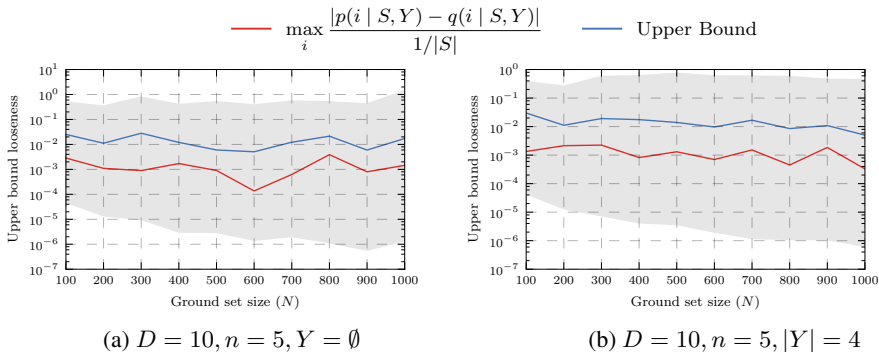 max_i |p(i | S, Y) − q(i | S, Y)| / 1/|S| Upper Bound
Upper bound looseness
10^1
10^0
10^−1
10^−2
10^−3
10^−4
10^−5
10^−6
10^−7
100 200 300 400 500 600 700 800 900 1000
Ground set size (N)
(a) D = 10, n = 5, Y = ∅
Upper bound looseness
10^0
10^−1
10^−2
10^−3
10^−4
10^−5
10^−6
10^−7
100 200 300 400 500 600 700 800 900 1000
Ground set size (N)
(b) D = 10, n = 5, |Y| = 4